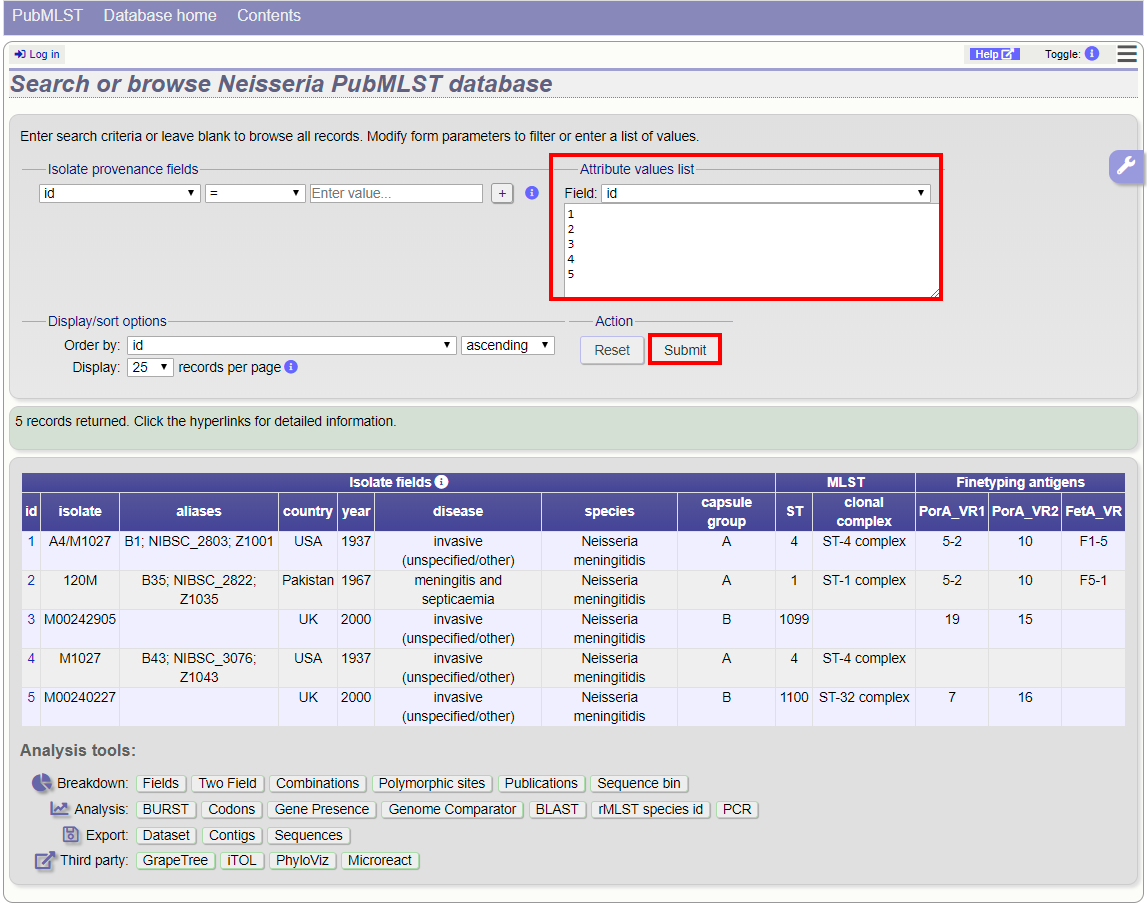 PubMLST Database home Contents
Log in Help Toggle:
Search or browse Neisseria PubMLST database
Enter search criteria or leave blank to browse all records. Modify form parameters to filter or enter a list of values.
Isolate provenance fields
id = Enter value... +
Attribute values list
Field: id
1
2
3
4
5
Display/sort options
Order by: id ascending
Display: 25 records per page
Action
Reset Submit
5 records returned. Click the hyperlinks for detailed information.
Isolate fields MLST Finetyping antigens
id isolate aliases country year disease species capsule group ST clonal complex PorA_VR1 PorA_VR2 FetA_VR
1 A4/M1027 B1; NIBSC_2803; Z1001 USA 1937 invasive (unspecified/other) Neisseria meningitidis A 4 ST-4 complex 5-2 10 F1-5
2 120M B35; NIBSC_2822; Z1035 Pakistan 1967 meningitis and septicaemia Neisseria meningitidis A 1 ST-1 complex 5-2 10 F5-1
3 M00242905 UK 2000 invasive (unspecified/other) Neisseria meningitidis B 1099 19 15
4 M1027 B43; NIBSC_3076; Z1043 USA 1937 invasive (unspecified/other) Neisseria meningitidis A 4 ST-4 complex
5 M00240227 UK 2000 invasive (unspecified/other) Neisseria meningitidis B 1100 ST-32 complex 7 16
Analysis tools:
Breakdown: Fields Two Field Combinations Polymorphic sites Publications Sequence bin
Analysis: BURST Codons Gene Presence Genome Comparator BLAST rMLST species id PCR
Export: Dataset Contigs Sequences
Third party: GrapeTree iTOL PhyloViz Microreact